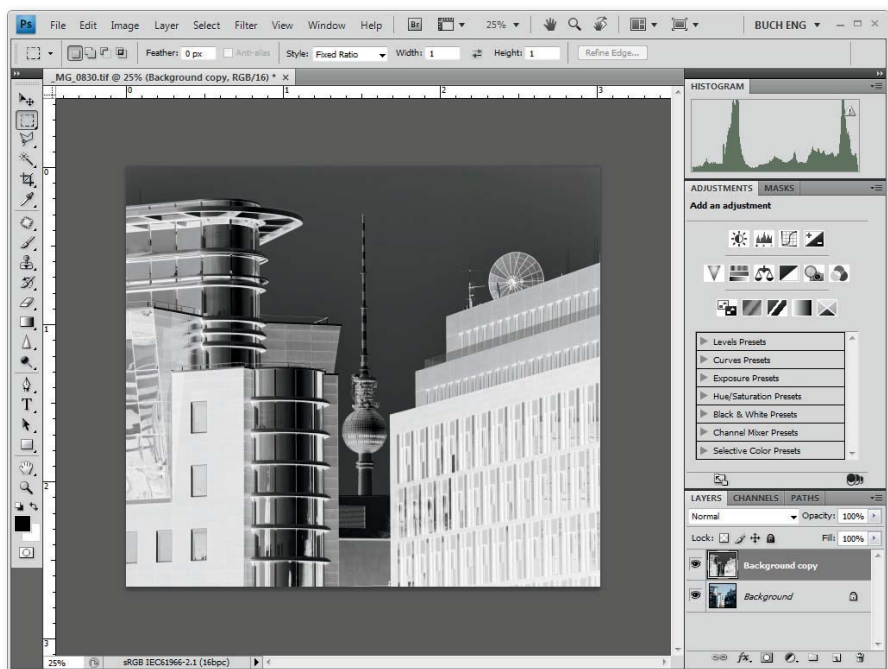 Ps File Edit Image Layer Select Filter View Window Help Br 25% BUCH ENG
Feather: 0 px Anti-alias Style: Fixed Ratio Width: 1 Height: 1 Refine Edge...
_MG_0830.tif @ 25% (Background copy, RGB/16) * ×
0 1 2 3
0
1
2
3
HISTOGRAM
ADJUSTMENTS MASKS
Add an adjustment
Levels Presets
Curves Presets
Exposure Presets
Hue/Saturation Presets
Black & White Presets
Channel Mixer Presets
Selective Color Presets
LAYERS CHANNELS PATHS
Normal Opacity: 100%
Lock: Fill: 100%
Background copy
Background
25% sRGB IEC61966-2.1 (16bpc)